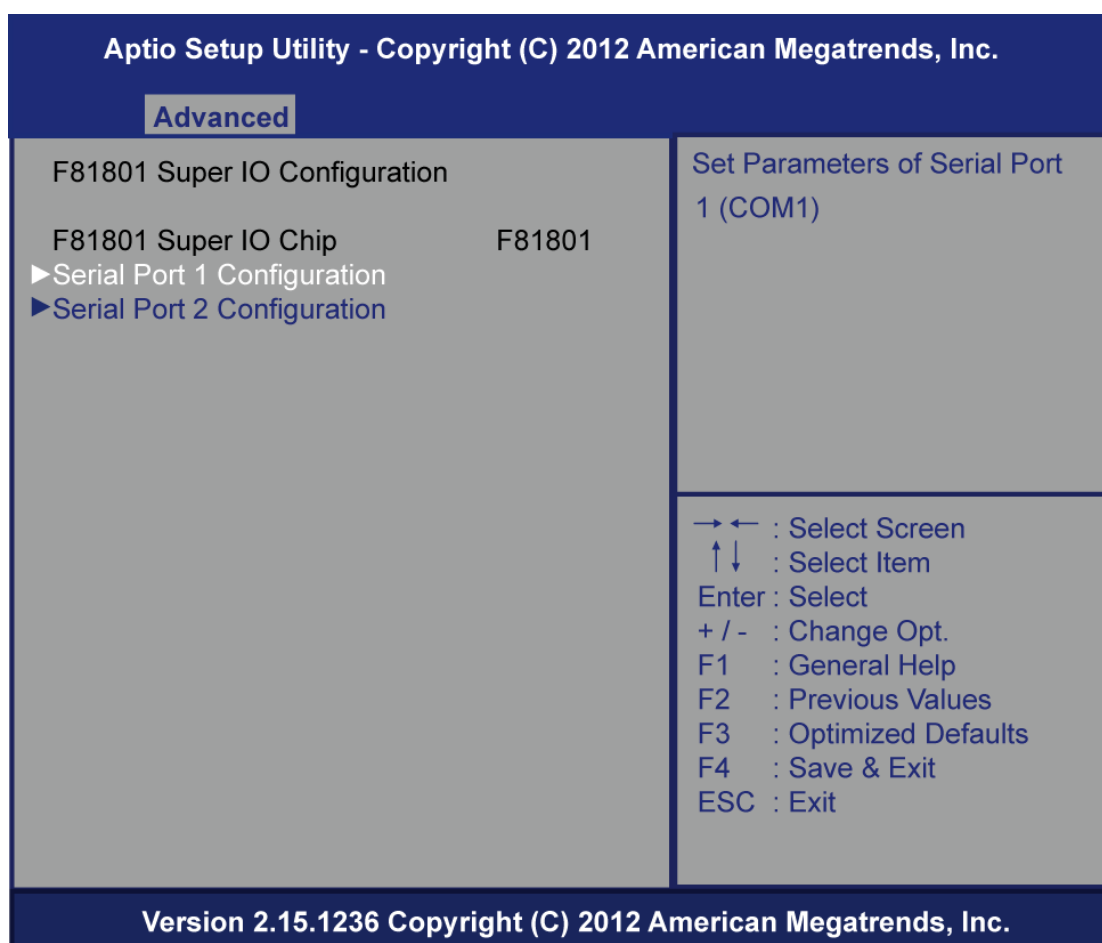 Aptio Setup Utility - Copyright (C) 2012 American Megatrends, Inc.
Advanced
F81801 Super IO Configuration
F81801 Super IO Chip F81801
►Serial Port 1 Configuration
►Serial Port 2 Configuration
Set Parameters of Serial Port
1 (COM1)
→ ← : Select Screen
↑↓ : Select Item
Enter : Select
+ / - : Change Opt.
F1 : General Help
F2 : Previous Values
F3 : Optimized Defaults
F4 : Save & Exit
ESC : Exit
Version 2.15.1236 Copyright (C) 2012 American Megatrends, Inc.